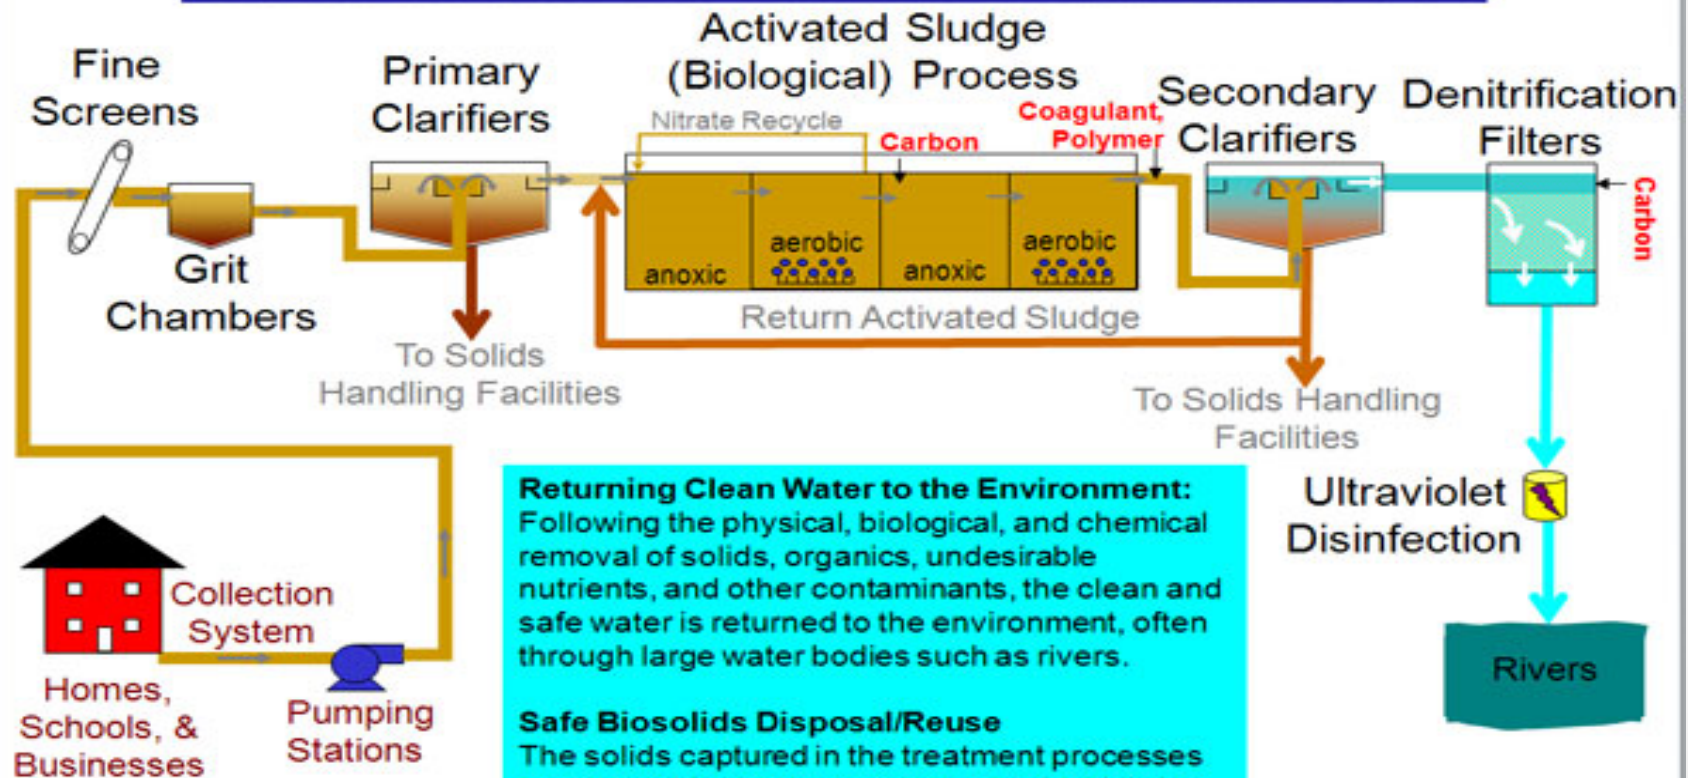 Activated Sludge
(Biological) Process
Fine
Screens
Primary
Clarifiers
Nitrate Recycle
Carbon
Coagulant,
Polymer
Secondary
Clarifiers
Denitrification
Filters
Carbon
Grit
Chambers
anoxic
aerobic
anoxic
aerobic
Return Activated Sludge
To Solids
Handling Facilities
To Solids Handling
Facilities
Ultraviolet
Disinfection
Rivers
Collection
System
Homes,
Schools, &
Businesses
Pumping
Stations
Returning Clean Water to the Environment:
Following the physical, biological, and chemical
removal of solids, organics, undesirable
nutrients, and other contaminants, the clean and
safe water is returned to the environment, often
through large water bodies such as rivers.
Safe Biosolids Disposal/Reuse
The solids captured in the treatment processes